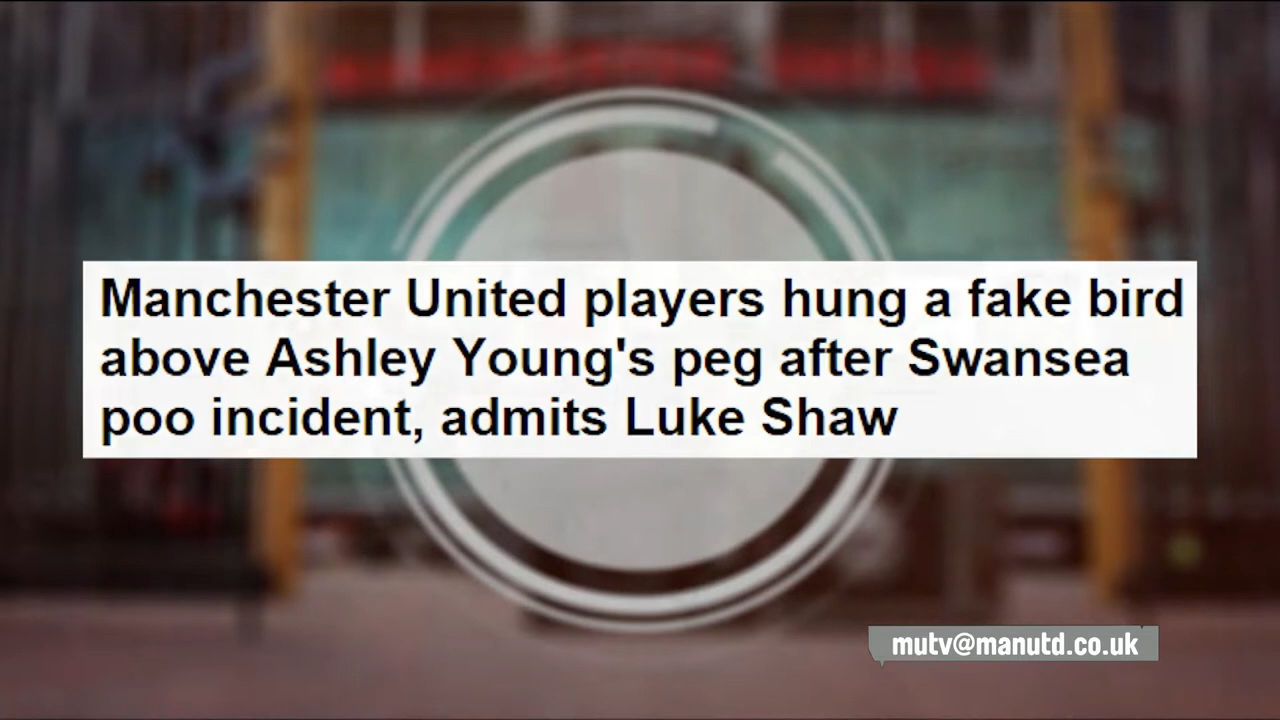 Manchester United players hung a fake bird
above Ashley Young's peg after Swansea
poo incident, admits Luke Shaw
mutv@manutd.co.uk